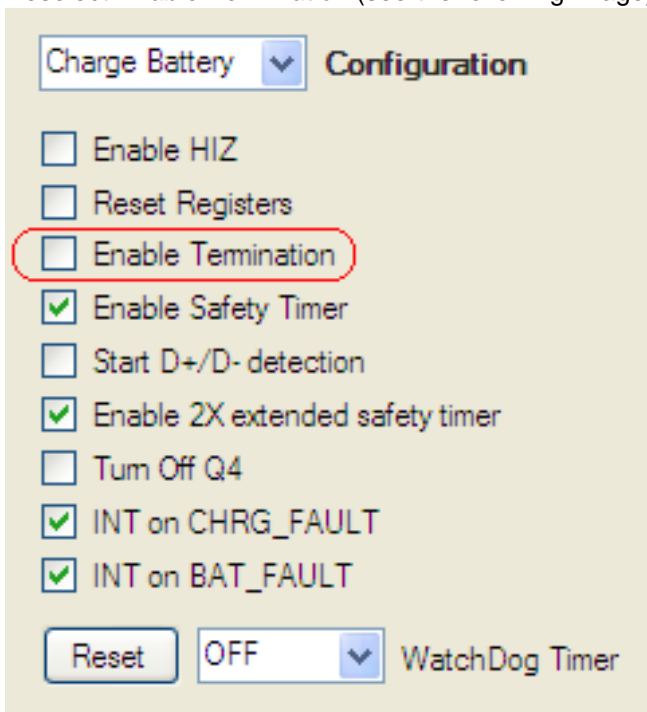 Charge Battery Configuration
Enable HIZ
Reset Registers
Enable Termination
Enable Safety Timer
Start D+/D- detection
Enable 2X extended safety timer
Turn Off Q4
INT on CHRG_FAULT
INT on BAT_FAULT
Reset OFF WatchDog Timer